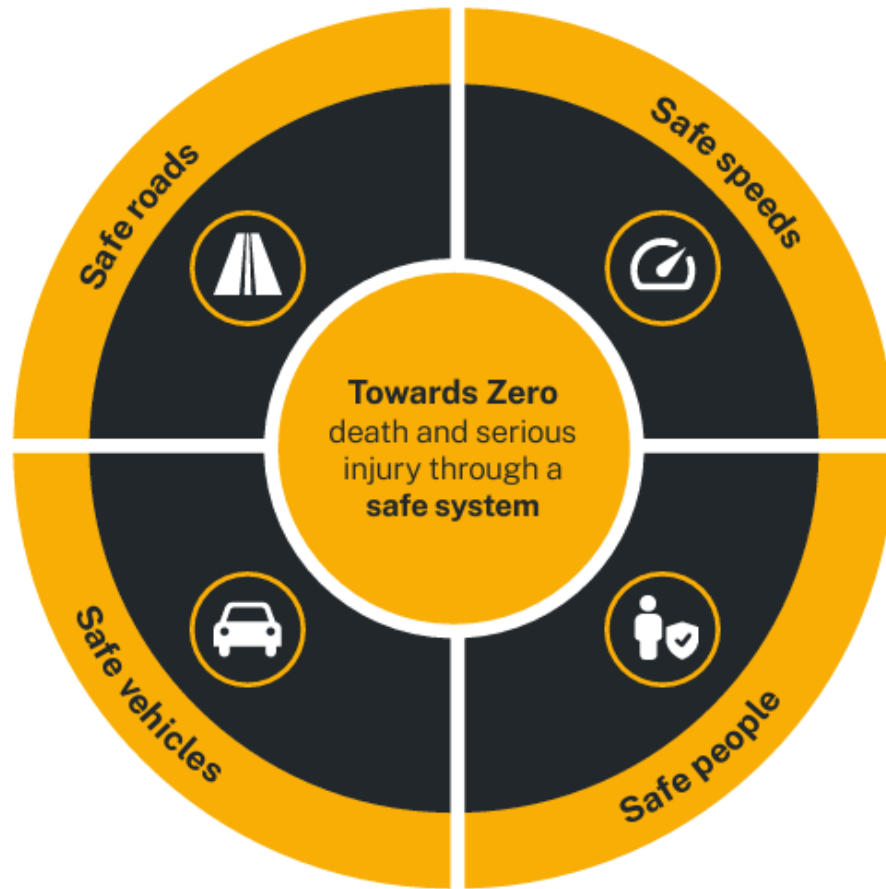 Safe roads
Safe speeds
Towards Zero
death and serious
injury through a
safe system
Safe vehicles
Safe people